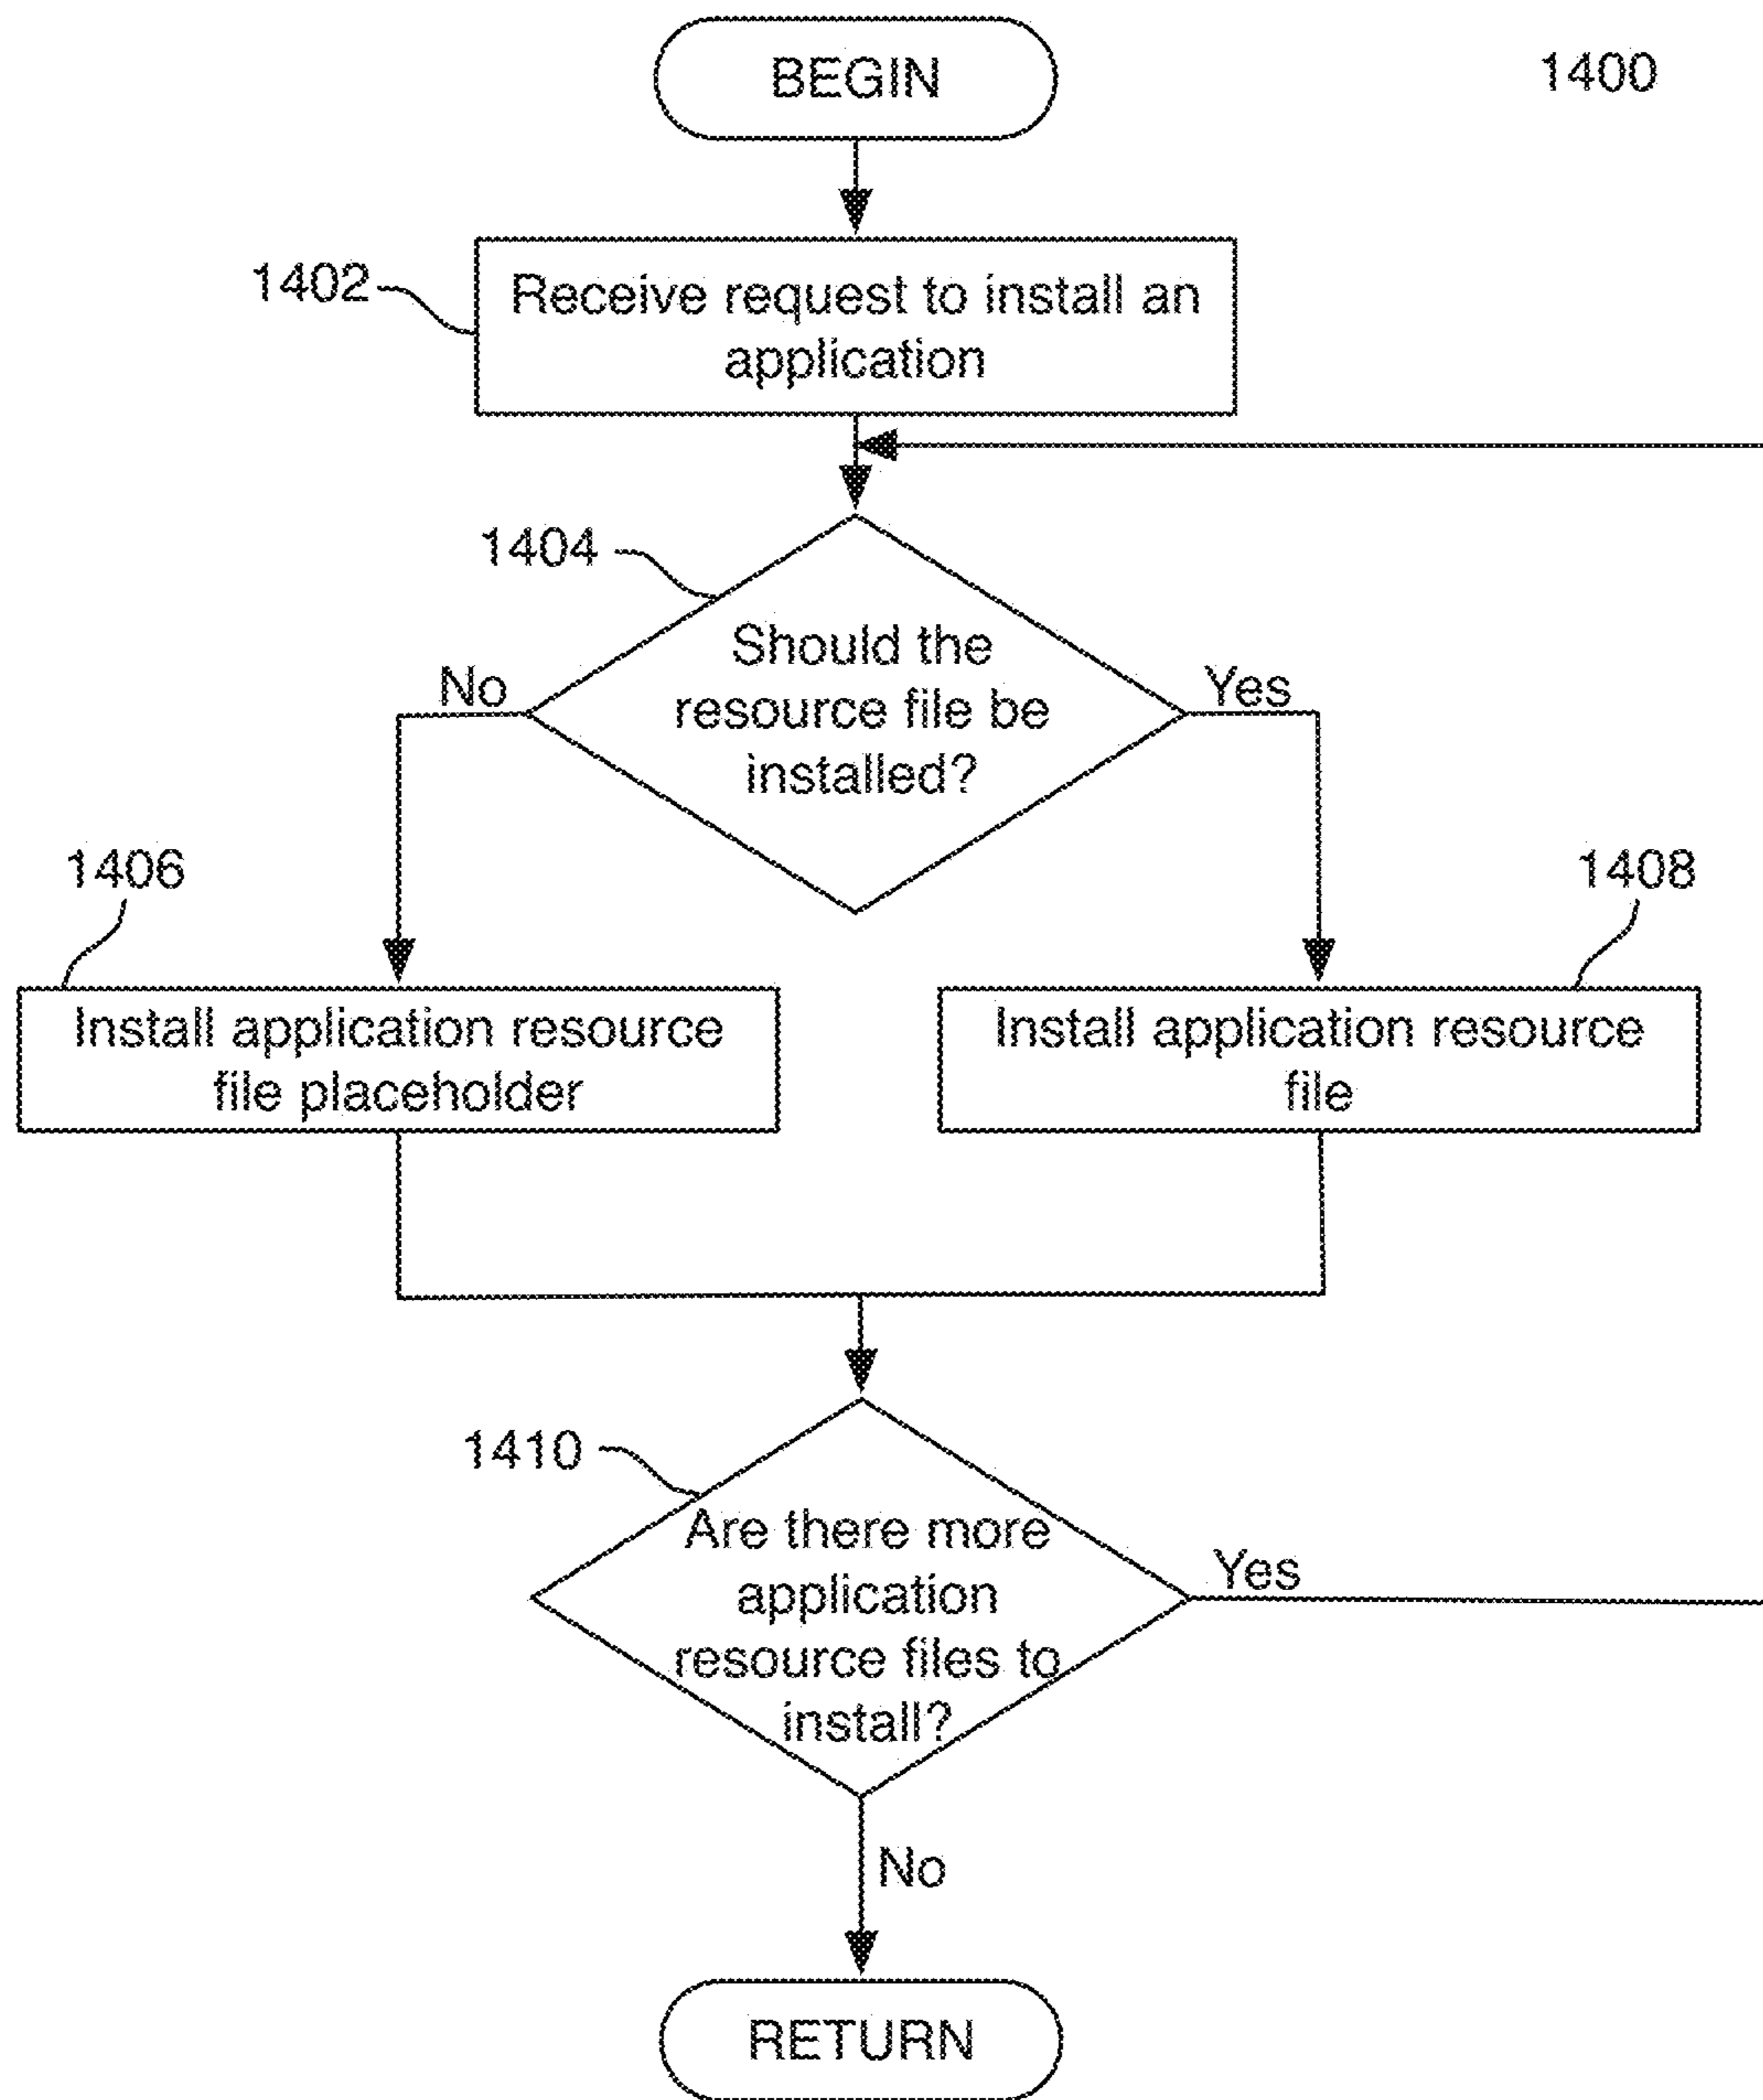 BEGIN
1400
1402
Receive request to install an
application
1404
Should the
resource file be
installed?
No
Yes
1406
1408
Install application resource
file placeholder
Install application resource
file
1410
Are there more
application
resource files to
install?
Yes
No
RETURN